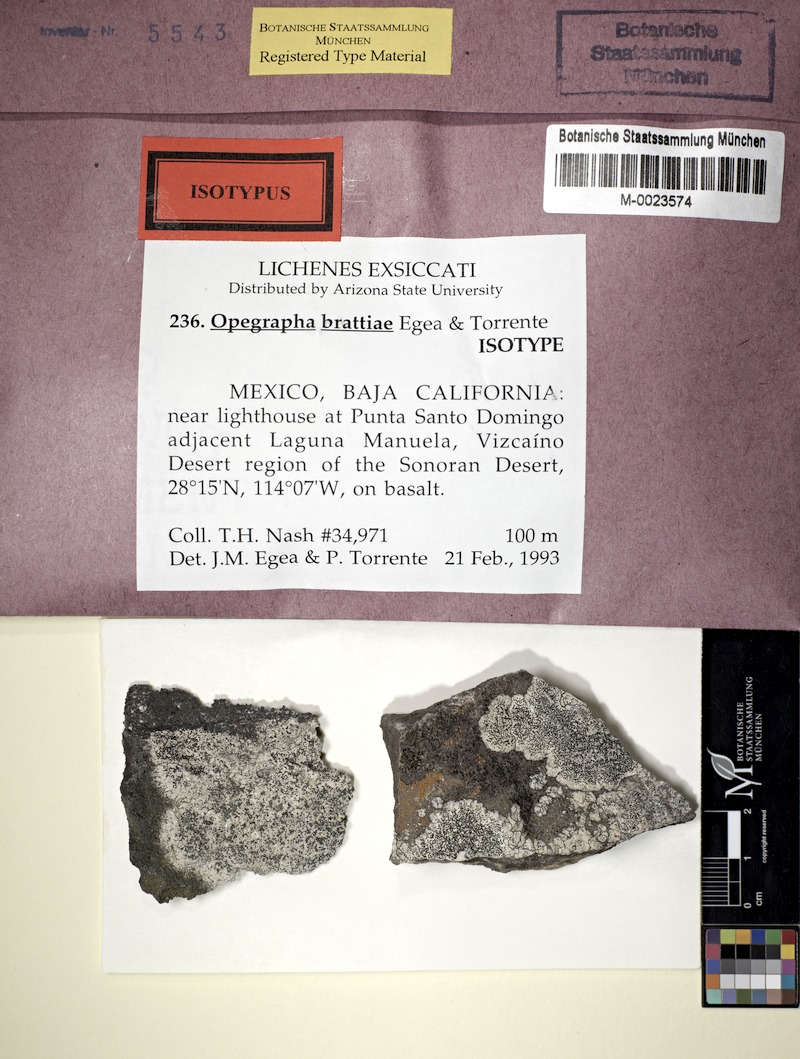 Inventar - Nr. 5543
BOTANISCHE STAATSSAMMLUNG
MÜNCHEN
Registered Type Material
Botanische
Staatssammlung
München
Botanische Staatssammlung München
M-0023574
ISOTYPUS
LICHENES EXSICCATI
Distributed by Arizona State University
236. Opegrapha brattiae Egea & Torrente
ISOTYPE
MEXICO, BAJA CALIFORNIA:
near lighthouse at Punta Santo Domingo
adjacent Laguna Manuela, Vizcaíno
Desert region of the Sonoran Desert,
28°15'N, 114°07'W, on basalt.
Coll. T.H. Nash #34,971 100 m
Det. J.M. Egea & P. Torrente 21 Feb., 1993
BOTANISCHE
STAATSSAMMLUNG
MÜNCHEN
0 1 2
cm
copyright reserved